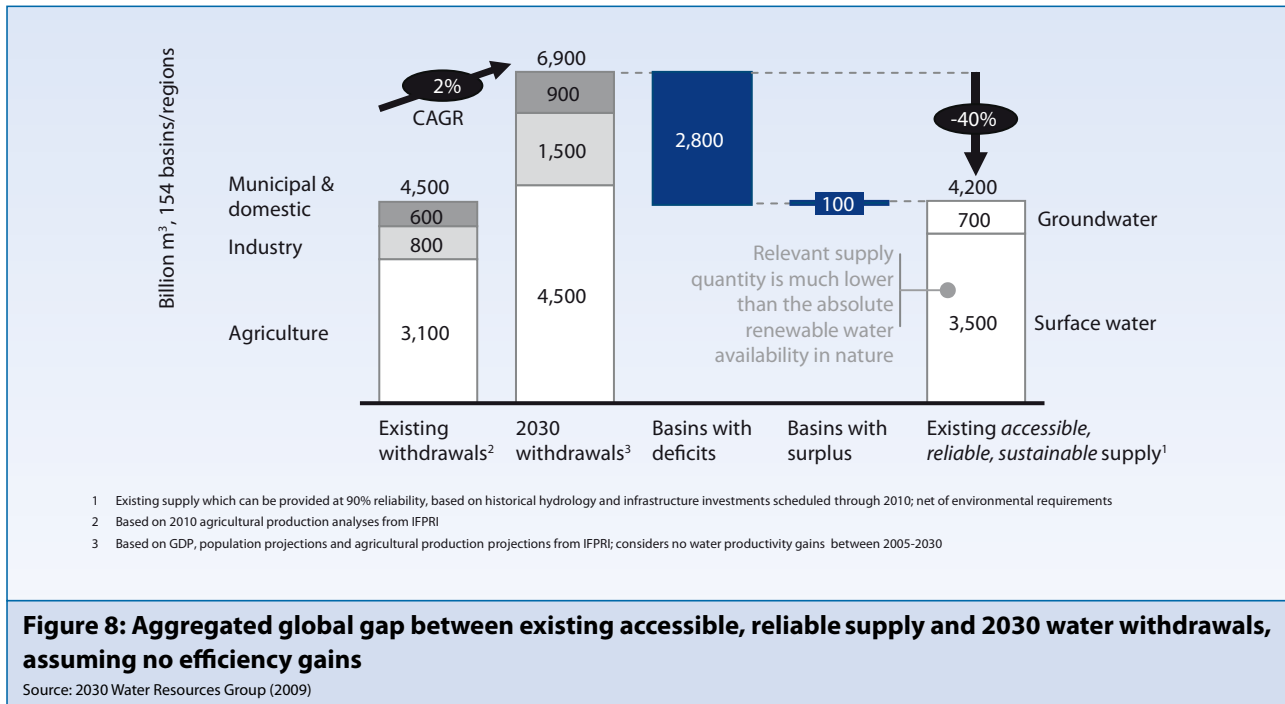 Billion m³, 154 basins/regions
2%
CAGR
6,900
900
1,500
4,500
Municipal &
domestic
Industry
Agriculture
4,500
600
800
3,100
2,800
100
-40%
4,200
700
3,500
Groundwater
Surface water
Relevant supply
quantity is much lower
than the absolute
renewable water
availability in nature
Existing
withdrawals²
2030
withdrawals³
Basins with
deficits
Basins with
surplus
Existing accessible,
reliable, sustainable supply¹
1 Existing supply which can be provided at 90% reliability, based on historical hydrology and infrastructure investments scheduled through 2010; net of environmental requirements
2 Based on 2010 agricultural production analyses from IFPRI
3 Based on GDP, population projections and agricultural production projections from IFPRI; considers no water productivity gains between 2005-2030
Figure 8: Aggregated global gap between existing accessible, reliable supply and 2030 water withdrawals,
assuming no efficiency gains
Source: 2030 Water Resources Group (2009)